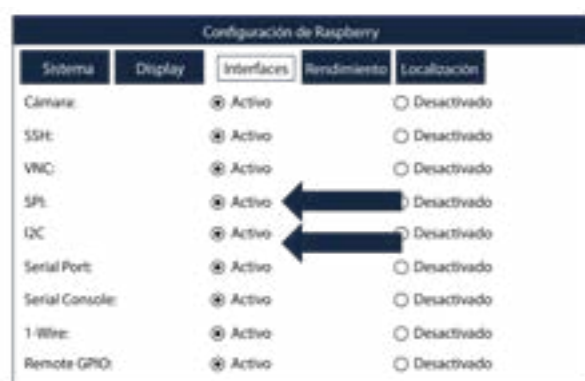 Configuración de Raspberry
Sistema Display Interfaces Rendimiento Localización
Cámara: Activo Desactivado
SSH: Activo Desactivado
VNC: Activo Desactivado
SPI: Activo Desactivado
I2C Activo Desactivado
Serial Port: Activo Desactivado
Serial Console: Activo Desactivado
1-Wire: Activo Desactivado
Remote GPIO: Activo Desactivado